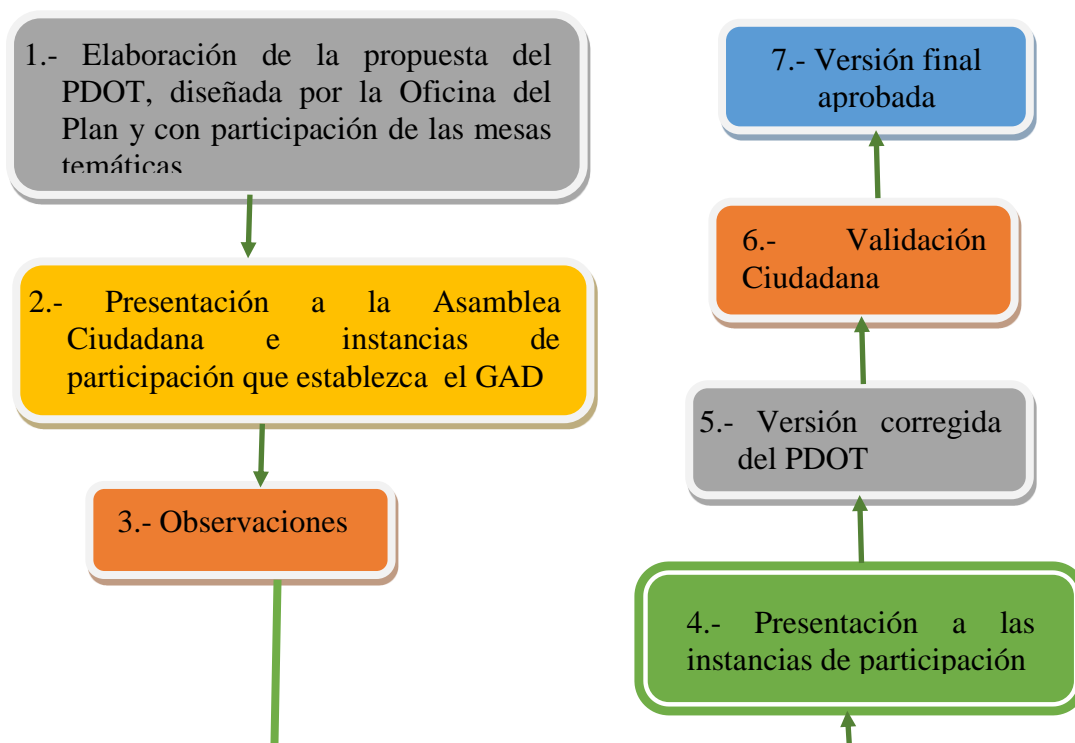 1.- Elaboración de la propuesta del
PDOT, diseñada por la Oficina del
Plan y con participación de las mesas
temáticas
2.- Presentación a la Asamblea
Ciudadana e instancias de
participación que establezca el GAD
3.- Observaciones
4.- Presentación a las
instancias de participación
5.- Versión corregida
del PDOT
6.- Validación
Ciudadana
7.- Versión final
aprobada